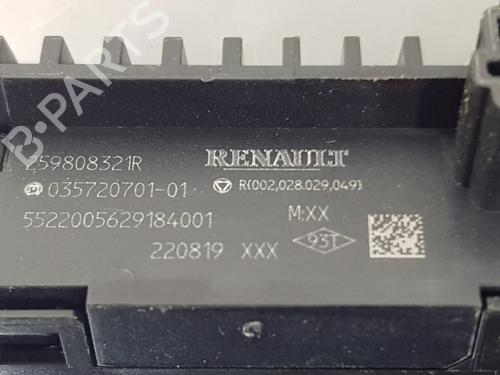 B-PARTS
259808321R
RENAULT
035720701-01
R(002,028,029,049)
5522005629184001
M:XX
220819 XXX
93T